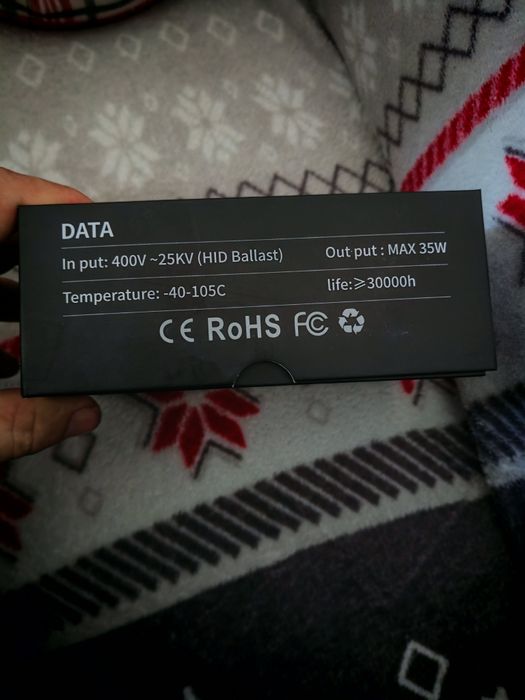 DATA
In put: 400V ~25KV (HID Ballast) Out put : MAX 35W
Temperature: -40-105C life:≥30000h
CE RoHS FC